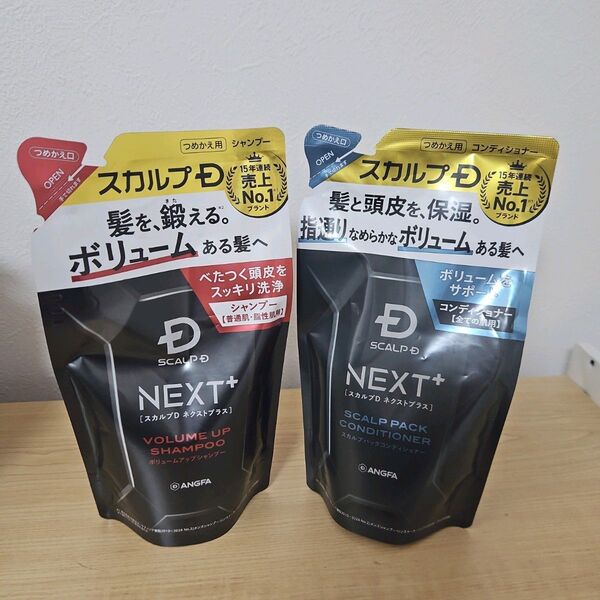 つめかえ口
OPEN
つめかえ用
シャンプー
スカルプD
15年連続
売上
No.1
ブランド
髪を、鍛える。
きた
ボリュームある髪へ
べたつく頭皮を
スッキリ洗浄
シャンプー
【普通肌・脂性肌用】
D
SCALP-D
NEXT+
[スカルプD ネクストプラス]
VOLUME UP
SHAMPOO
ボリュームアップシャンプー
ANGFA
つめかえ口
OPEN
つめかえ用
コンディショナー
スカルプD
15年連続
売上
No.1
ブランド
髪と頭皮を、保湿。
指通りなめらかなボリュームある髪へ
ボリュームを
サポート
コンディショナー
【全ての肌用】
D
SCALP-D
NEXT+
[スカルプD ネクストプラス]
SCALP PACK
CONDITIONER
スカルプパックコンディショナー
ANGFA